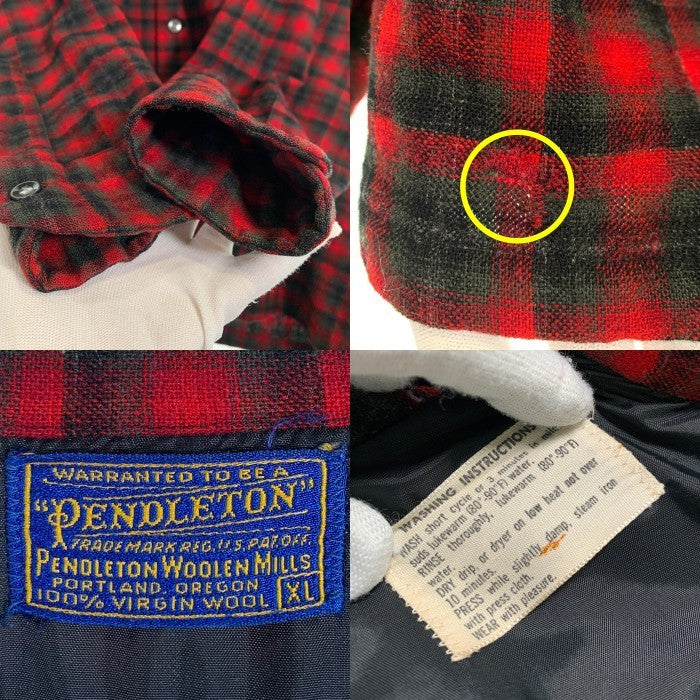 WARRANTED TO BE A
"PENDLETON"
TRADE MARK REG. U.S. PAT. OFF.
PENDLETON WOOLEN MILLS
PORTLAND, OREGON
100% VIRGIN WOOL
XL
WASHING INSTRUCTIONS
WASH short cycle or 3 minutes in
suds lukewarm (80°-90°F) water.
RINSE thoroughly, lukewarm (80°-90°F)
water.
DRY drip, or dryer on low heat not over
10 minutes.
PRESS while slightly damp, steam iron
with press cloth.
WEAR with pleasure.